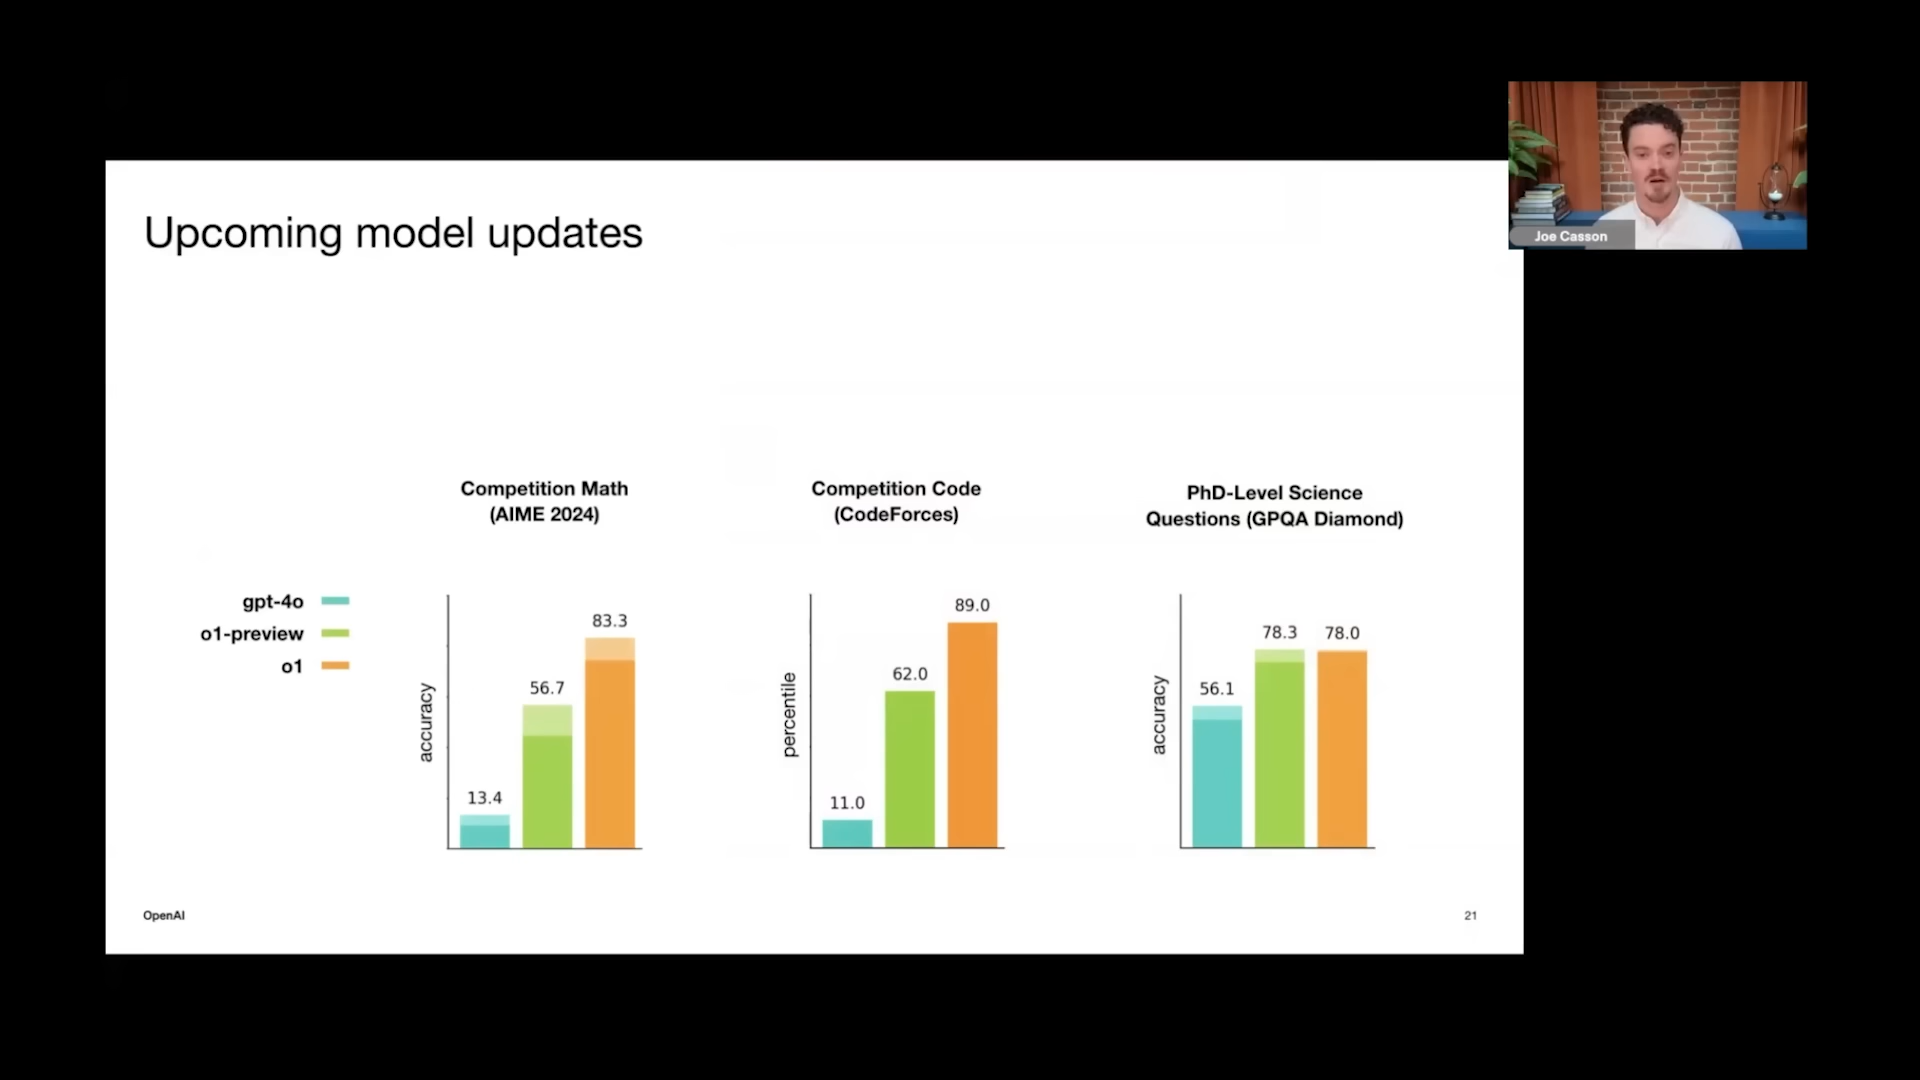 Joe Casson
Upcoming model updates
Competition Math
(AIME 2024)
Competition Code
(CodeForces)
PhD-Level Science
Questions (GPQA Diamond)
gpt-4o
o1-preview
o1
accuracy
13.4
56.7
83.3
percentile
11.0
62.0
89.0
accuracy
56.1
78.3
78.0
OpenAI
21